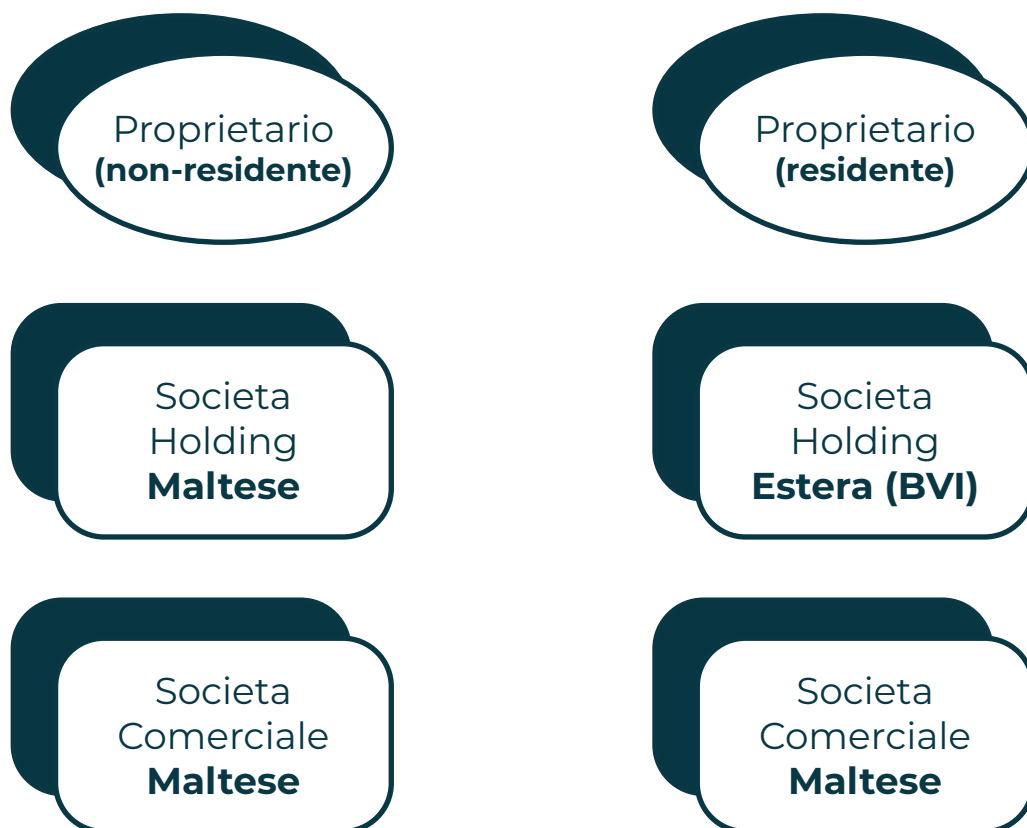 Proprietario
(non-residente)
Proprietario
(residente)
Societa
Holding
Maltese
Societa
Holding
Estera (BVI)
Societa
Comerciale
Maltese
Societa
Comerciale
Maltese